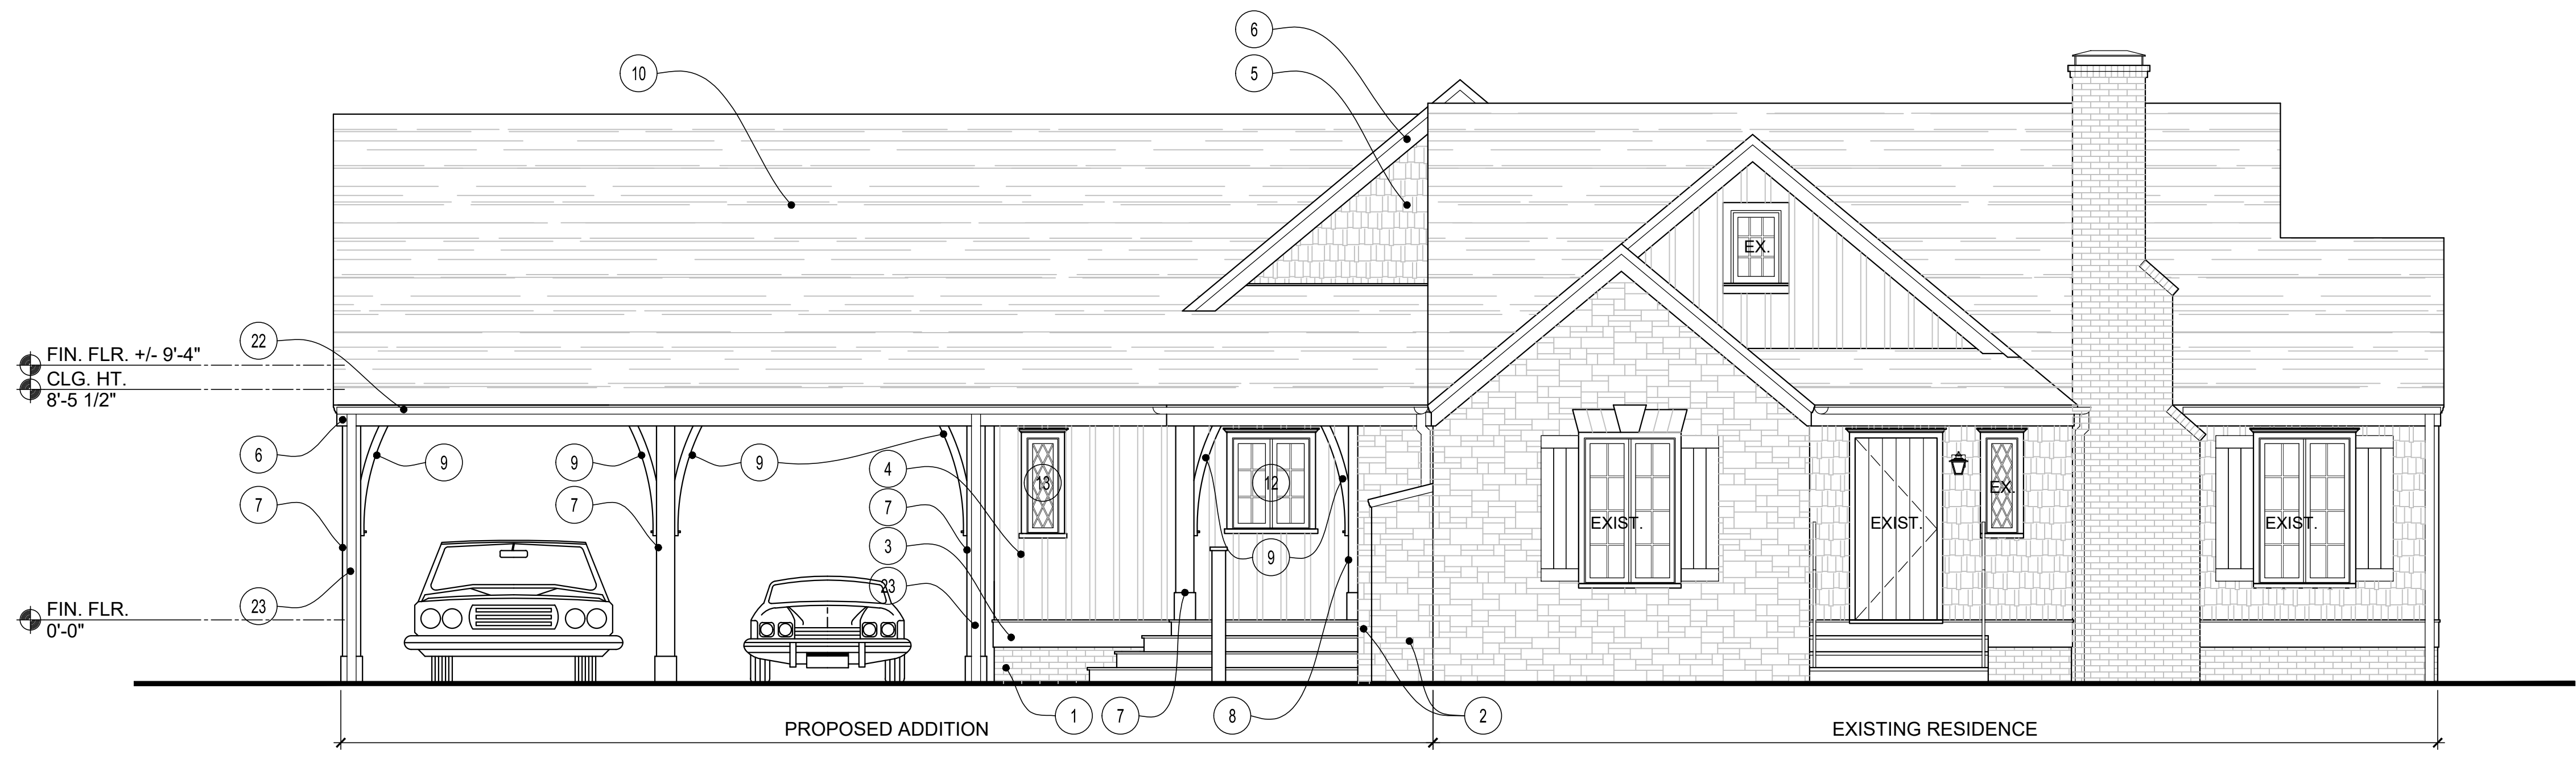 6
10
5
EX.
22
FIN. FLR. +/- 9'-4"
CLG. HT.
8'-5 1/2"
6
9
9
9
4
13
12
EX.
7
7
7
EXIST.
EXIST.
EXIST.
3
9
23
23
FIN. FLR.
0'-0"
1
7
8
2
PROPOSED ADDITION
EXISTING RESIDENCE